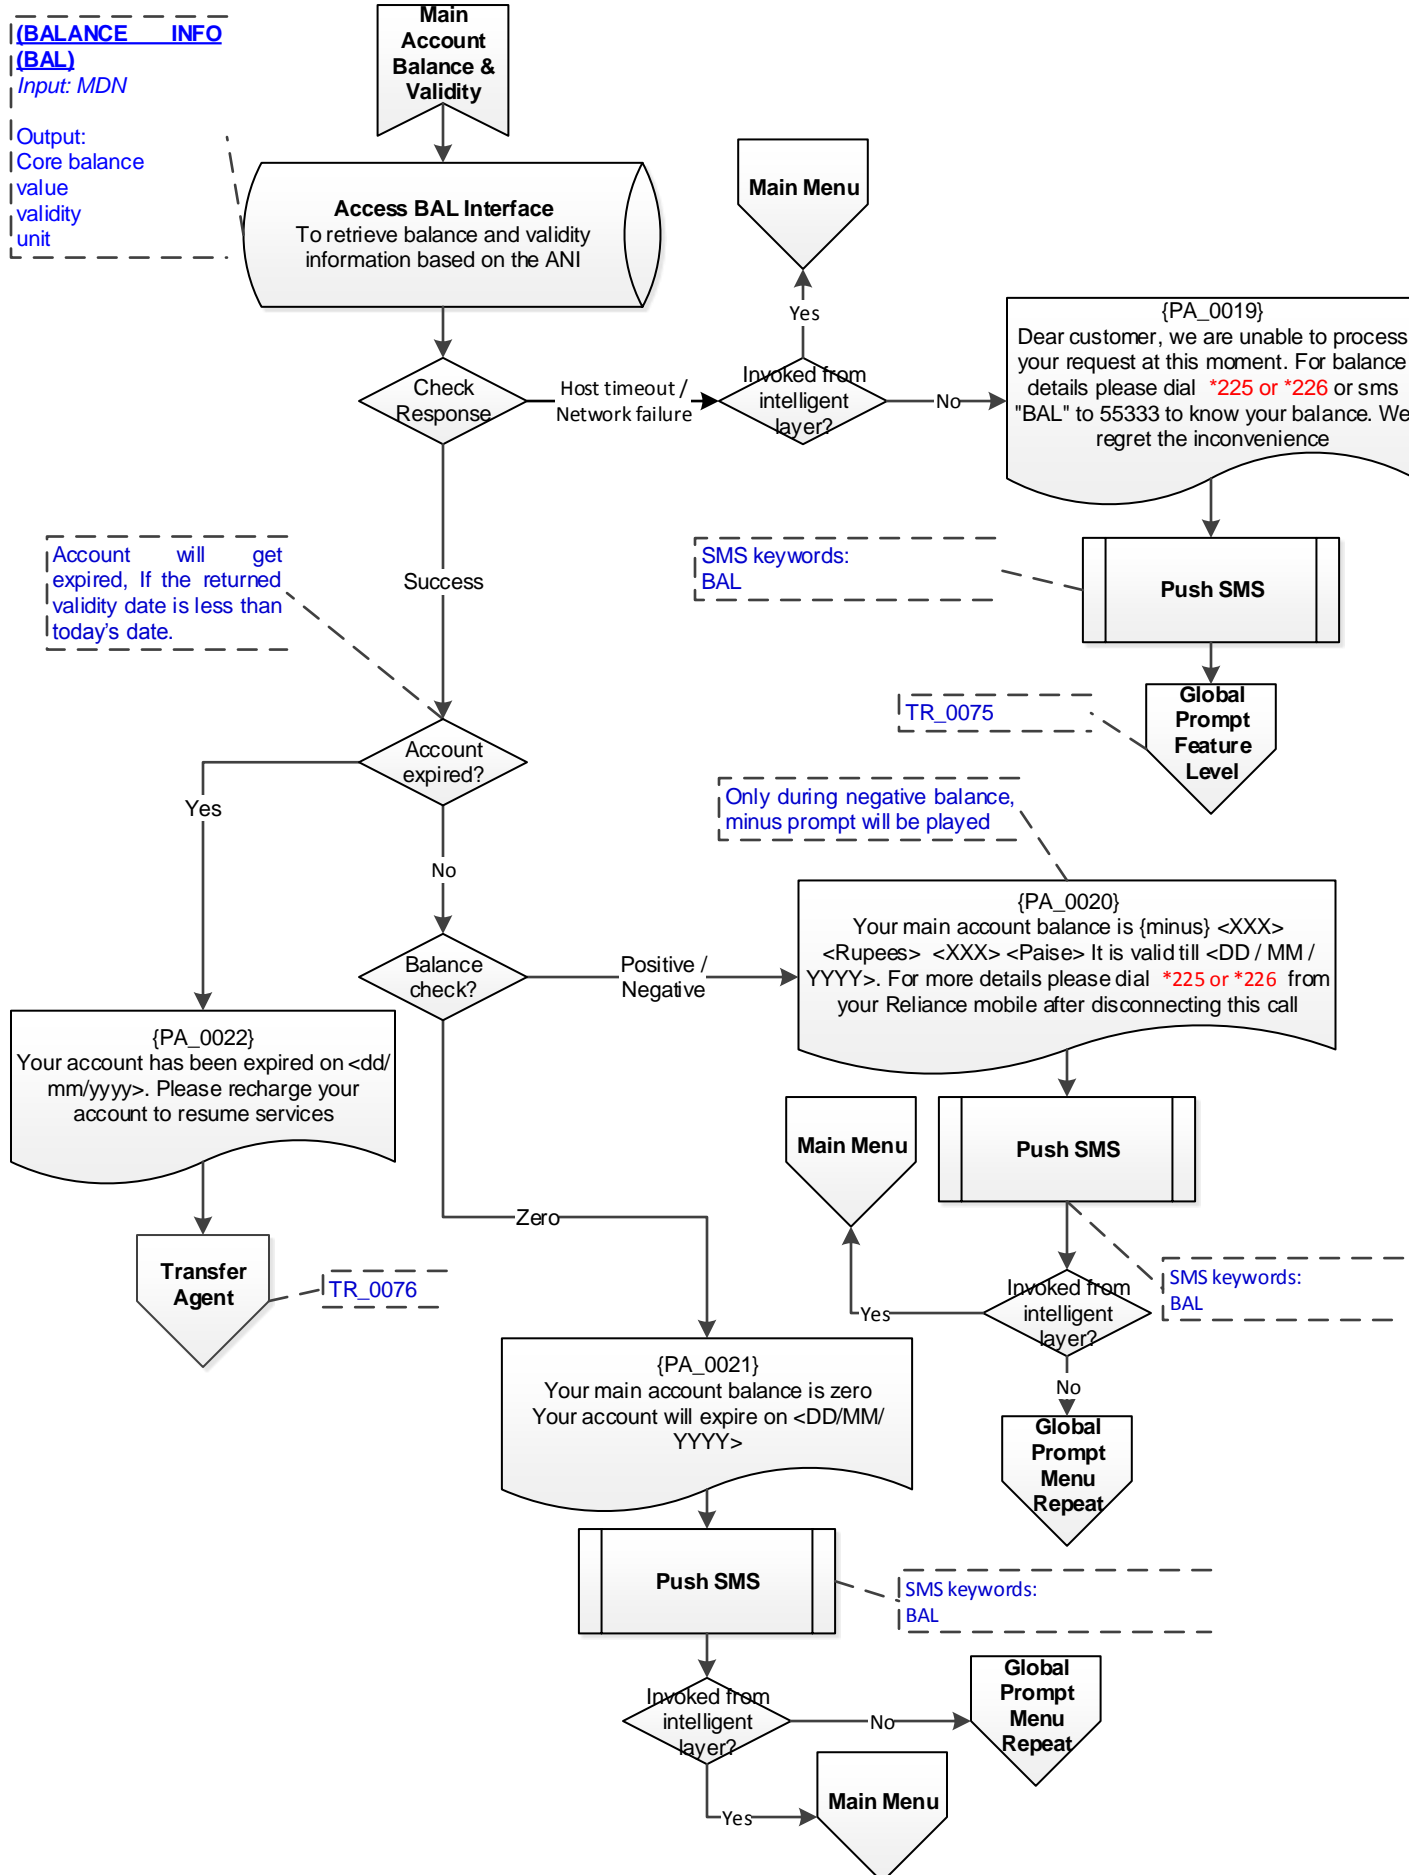 (BALANCE INFO
(BAL)
Input: MDN
Output:
Core balance
value
validity
unit
Main
Account
Balance &
Validity
Access BAL Interface
To retrieve balance and validity
information based on the ANI
Main Menu
Yes
Check
Response
Host timeout /
Network failure
Invoked from
intelligent
layer?
No
{PA_0019}
Dear customer, we are unable to process
your request at this moment. For balance
details please dial *225 or *226 or sms
"BAL" to 55333 to know your balance. We
regret the inconvenience
Account will get
expired, If the returned
validity date is less than
today's date.
Success
SMS keywords:
BAL
Push SMS
TR_0075
Global
Prompt
Feature
Level
Account
expired?
Yes
No
Only during negative balance,
minus prompt will be played
Balance
check?
Positive /
Negative
{PA_0020}
Your main account balance is {minus} <XXX>
<Rupees> <XXX> <Paise> It is valid till <DD / MM /
YYYY>. For more details please dial *225 or *226 from
your Reliance mobile after disconnecting this call
{PA_0022}
Your account has been expired on <dd/
mm/yyyy>. Please recharge your
account to resume services
Main Menu
Push SMS
Zero
Transfer
Agent
TR_0076
Yes
Invoked from
intelligent
layer?
SMS keywords:
BAL
No
{PA_0021}
Your main account balance is zero
Your account will expire on <DD/MM/
YYYY>
Global
Prompt
Menu
Repeat
Push SMS
SMS keywords:
BAL
Invoked from
intelligent
layer?
No
Global
Prompt
Menu
Repeat
Yes
Main Menu